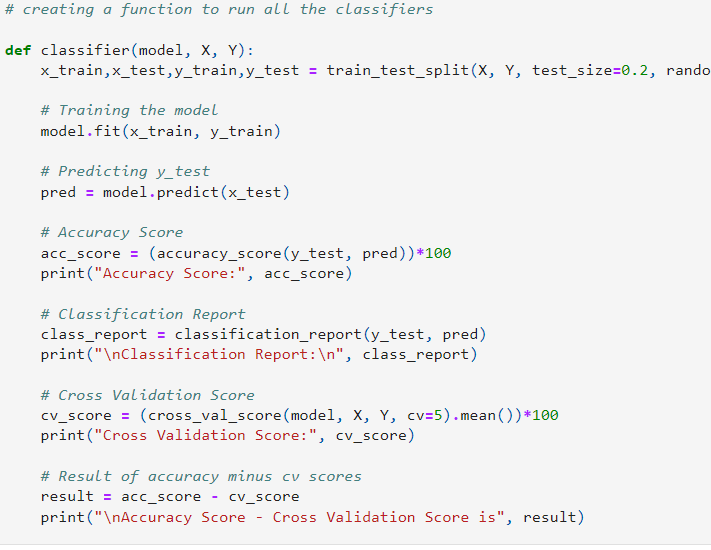 # creating a function to run all the classifiers
def classifier(model, X, Y):
x_train,x_test,y_train,y_test = train_test_split(X, Y, test_size=0.2, rando
# Training the model
model.fit(x_train, y_train)
# Predicting y_test
pred = model.predict(x_test)
# Accuracy Score
acc_score = (accuracy_score(y_test, pred))*100
print("Accuracy Score:", acc_score)
# Classification Report
class_report = classification_report(y_test, pred)
print("\nClassification Report:\n", class_report)
# Cross Validation Score
cv_score = (cross_val_score(model, X, Y, cv=5).mean())*100
print("Cross Validation Score:", cv_score)
# Result of accuracy minus cv scores
result = acc_score - cv_score
print("\nAccuracy Score - Cross Validation Score is", result)